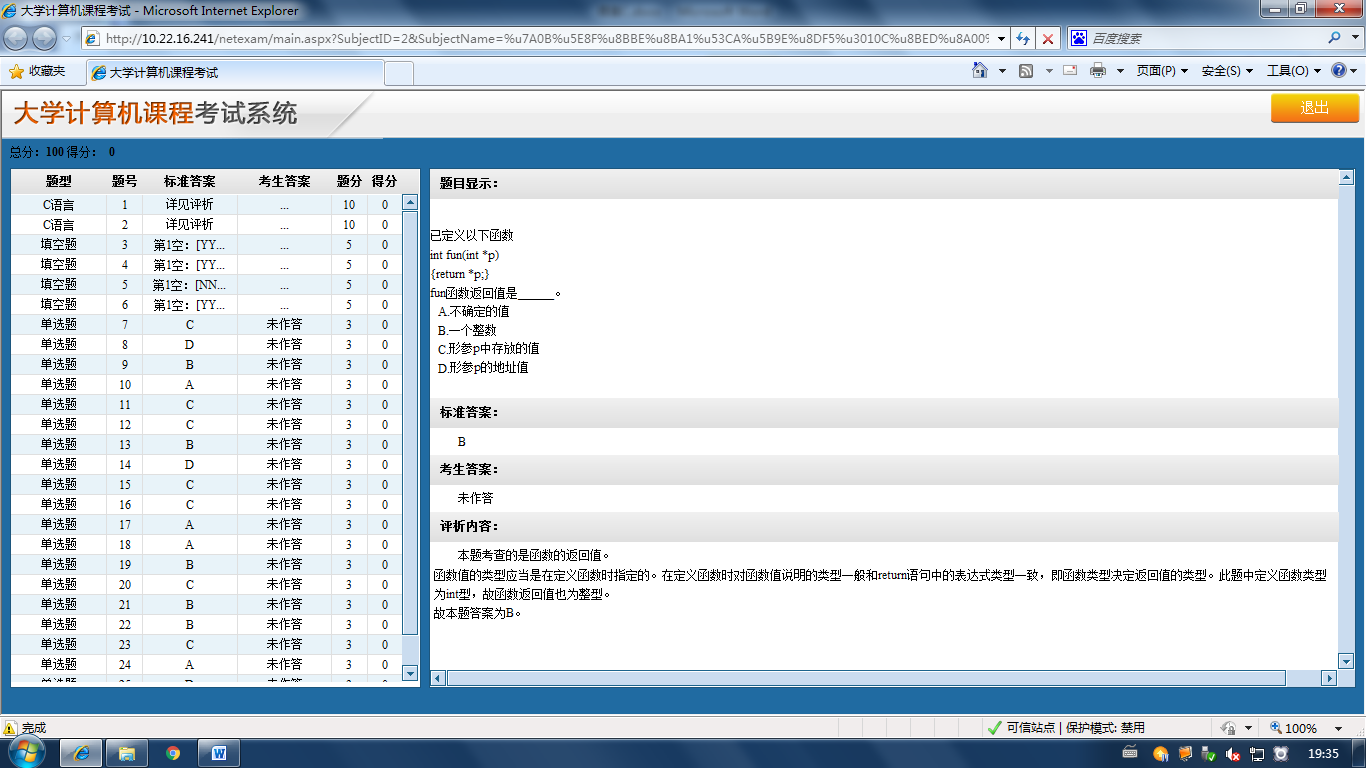 大学计算机课程考试 - Microsoft Internet Explorer
http://10.22.16.241/netexam/main.aspx?SubjectID=2&SubjectName=%u7A0B%u5E8F%u8BBE%u8BA1%u53CA%u5B9E%u8DF5%u3010C%u8BED%u8A00%
百度搜索
收藏夹
大学计算机课程考试
页面(P)
安全(S)
工具(O)
大学计算机课程考试系统
退出
总分: 100 得分: 0
题型 题号 标准答案 考生答案 题分 得分
C语言 1 详见评析 ... 10 0
C语言 2 详见评析 ... 10 0
填空题 3 第1空: [YY... ... 5 0
填空题 4 第1空: [YY... ... 5 0
填空题 5 第1空: [NN... ... 5 0
填空题 6 第1空: [YY... ... 5 0
单选题 7 C 未作答 3 0
单选题 8 D 未作答 3 0
单选题 9 B 未作答 3 0
单选题 10 A 未作答 3 0
单选题 11 C 未作答 3 0
单选题 12 C 未作答 3 0
单选题 13 B 未作答 3 0
单选题 14 D 未作答 3 0
单选题 15 C 未作答 3 0
单选题 16 C 未作答 3 0
单选题 17 A 未作答 3 0
单选题 18 A 未作答 3 0
单选题 19 B 未作答 3 0
单选题 20 C 未作答 3 0
单选题 21 B 未作答 3 0
单选题 22 B 未作答 3 0
单选题 23 C 未作答 3 0
单选题 24 A 未作答 3 0
题目显示:
已定义以下函数
int fun(int *p)
{return *p;}
fun函数返回值是______。
A.不确定的值
B.一个整数
C.形参p中存放的值
D.形参p的地址值
标准答案:
B
考生答案:
未作答
评析内容:
本题考查的是函数的返回值。
函数值的类型应当是在定义函数时指定的。在定义函数时对函数值说明的类型一般和return语句中的表达式类型一致，即函数类型决定返回值的类型。此题中定义函数类型
为int型，故函数返回值也为整型。
故本题答案为B。
完成
可信站点 | 保护模式: 禁用
100%
19:35